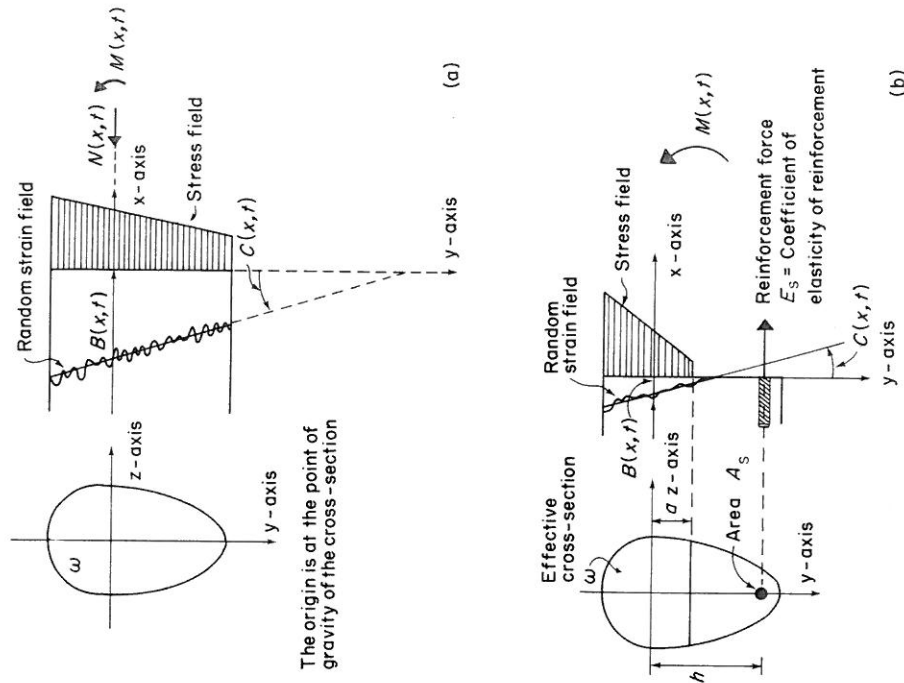 Random strain field
B(x,t)
N(x,t)
M(x,t)
x-axis
Stress field
C(x,t)
y-axis
(a)
ω
z-axis
y-axis
The origin is at the point of
gravity of the cross-section
Effective
cross-section
ω
a
z-axis
h
Area A_s
y-axis
Random
strain field
B(x,t)
Stress field
x-axis
M(x,t)
Reinforcement force
E_s = Coefficient of
elasticity of reinforcement
C(x,t)
y-axis
(b)